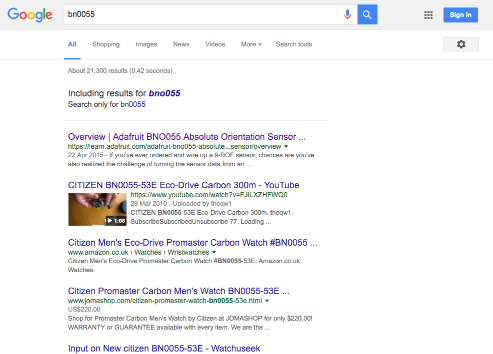 Google
bn0055
Sign in
All Shopping Images News Videos More Search tools
About 21,300 results (0.42 seconds)
Including results for bno055
Search only for bn0055
Overview | Adafruit BNO055 Absolute Orientation Sensor ...
https://learn.adafruit.com/adafruit-bno055-absolute...sensor/overview
22 Apr 2015 - If you've ever ordered and wire up a 9-DOF sensor, chances are you've
also realized the challenge of turning the sensor data from an ...
CITIZEN BN0055-53E Eco-Drive Carbon 300m - YouTube
https://www.youtube.com/watch?v=FJILXZHFWQ0
29 Mar 2010 - Uploaded by theqw1
CITIZEN BN0055-53E Eco-Drive Carbon 300m. theqw1.
SubscribeSubscribedUnsubscribe 77. Loading ...
1:08
Citizen Men's Eco-Drive Promaster Carbon Watch #BN0055 ...
www.amazon.co.uk › Watches › Wristwatches
Citizen Men's Eco-Drive Promaster Carbon Watch #BN0055-53E: Amazon.co.uk:
Watches.
Citizen Promaster Carbon Men's Watch BN0055-53E ...
www.jomashop.com/citizen-promaster-watch-bn0055-53e.html
US$220.00
Shop for Promaster Men's Watch by Citizen at JOMASHOP for only $220.00!
WARRANTY or GUARANTEE available with every item. We are the ...
Input on New citizen BN0055-53E - Watchuseek